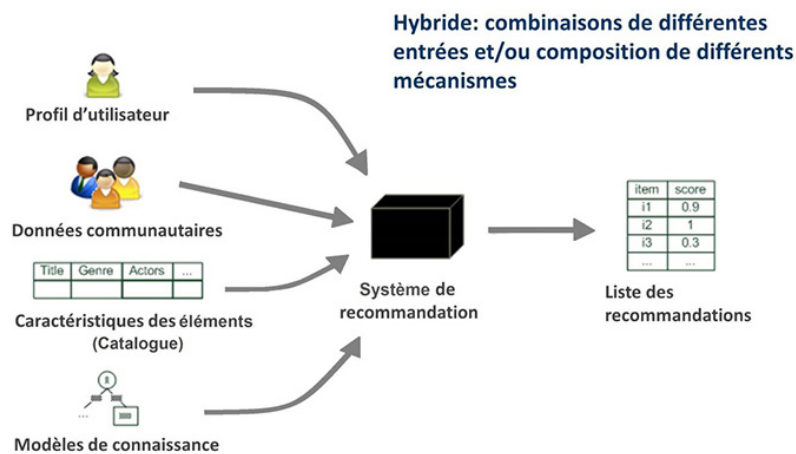 Hybride: combinaisons de différentes
entrées et/ou composition de différents
mécanismes
Profil d'utilisateur
Données communautaires
Title Genre Actors ...
Caractéristiques des éléments
(Catalogue)
...
Modèles de connaissance
Système de
recommandation
item score
i1 0.9
i2 1
i3 0.3
... ...
Liste des
recommandations